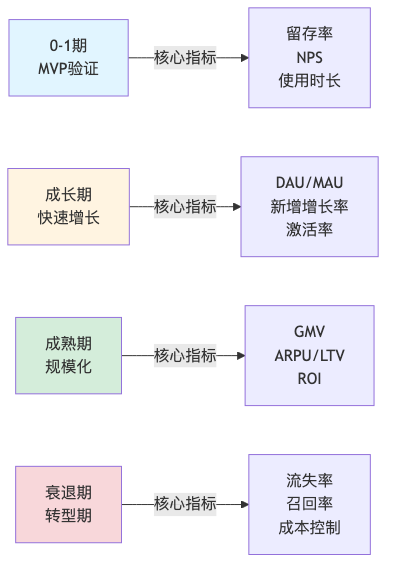 0-1期
MVP验证
核心指标
留存率
NPS
使用时长
成长期
快速增长
核心指标
DAU/MAU
新增增长率
激活率
成熟期
规模化
核心指标
GMV
ARPU/LTV
ROI
衰退期
转型期
核心指标
流失率
召回率
成本控制